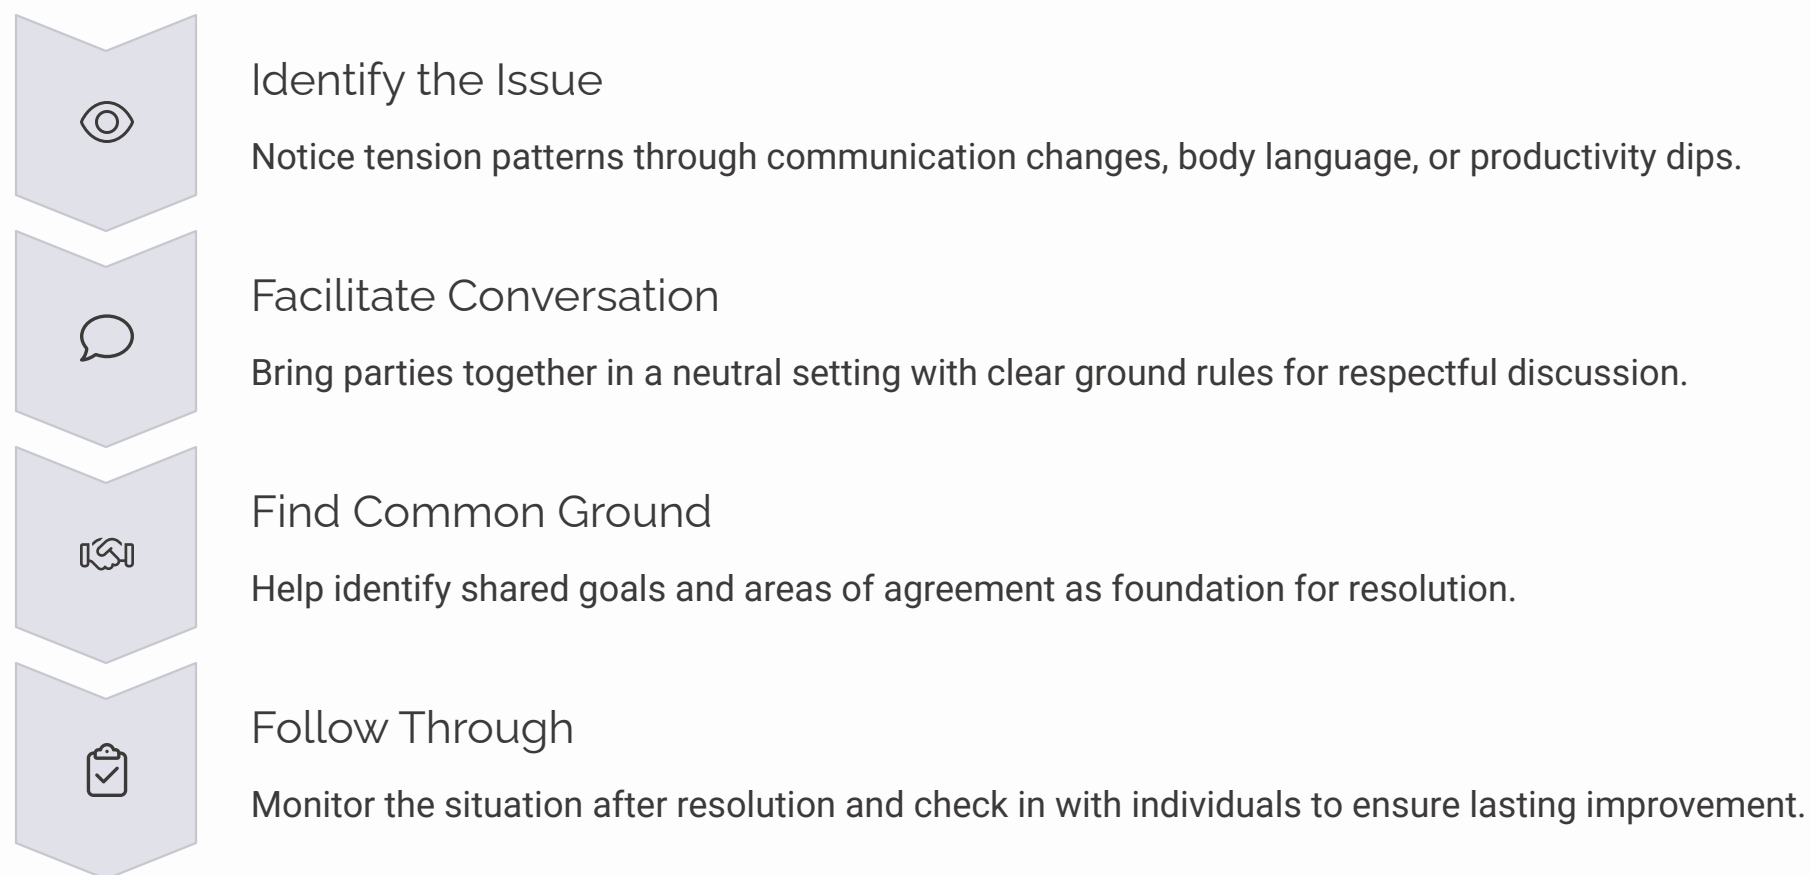 Identify the Issue
Notice tension patterns through communication changes, body language, or productivity dips.
Facilitate Conversation
Bring parties together in a neutral setting with clear ground rules for respectful discussion.
Find Common Ground
Help identify shared goals and areas of agreement as foundation for resolution.
Follow Through
Monitor the situation after resolution and check in with individuals to ensure lasting improvement.